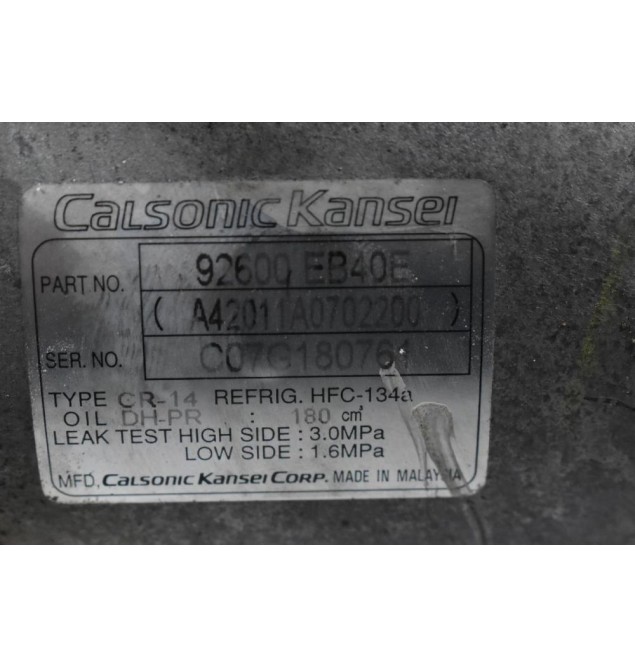 CALSONIC KANSEI
PART NO. 92600 EB40E
( A42011A0702200 )
SER. NO. C07G180761
TYPE CR-14 REFRIG. HFC-134a
OIL DH-PR : 180 cm³
LEAK TEST HIGH SIDE : 3.0MPa
LOW SIDE : 1.6MPa
MFD. CALSONIC KANSEI CORP. MADE IN MALAYSIA